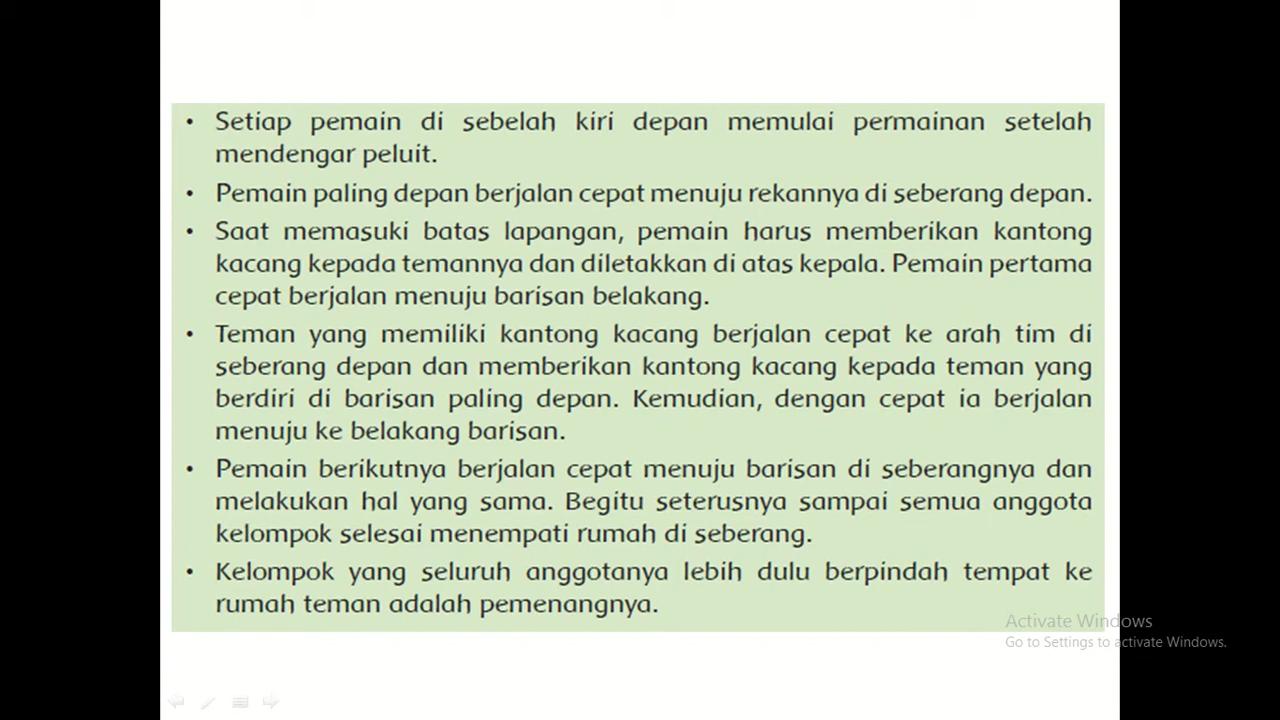 • Setiap pemain di sebelah kiri depan memulai permainan setelah
mendengar peluit.
• Pemain paling depan berjalan cepat menuju rekannya di seberang depan.
• Saat memasuki batas lapangan, pemain harus memberikan kantong
kacang kepada temannya dan diletakkan di atas kepala. Pemain pertama
cepat berjalan menuju barisan belakang.
• Teman yang memiliki kantong kacang berjalan cepat ke arah tim di
seberang depan dan memberikan kantong kacang kepada teman yang
berdiri di barisan paling depan. Kemudian, dengan cepat ia berjalan
menuju ke belakang barisan.
• Pemain berikutnya berjalan cepat menuju barisan di seberangnya dan
melakukan hal yang sama. Begitu seterusnya sampai semua anggota
kelompok selesai menempati rumah di seberang.
• Kelompok yang seluruh anggotanya lebih dulu berpindah tempat ke
rumah teman adalah pemenangnya.
Activate Windows
Go to Settings to activate Windows.